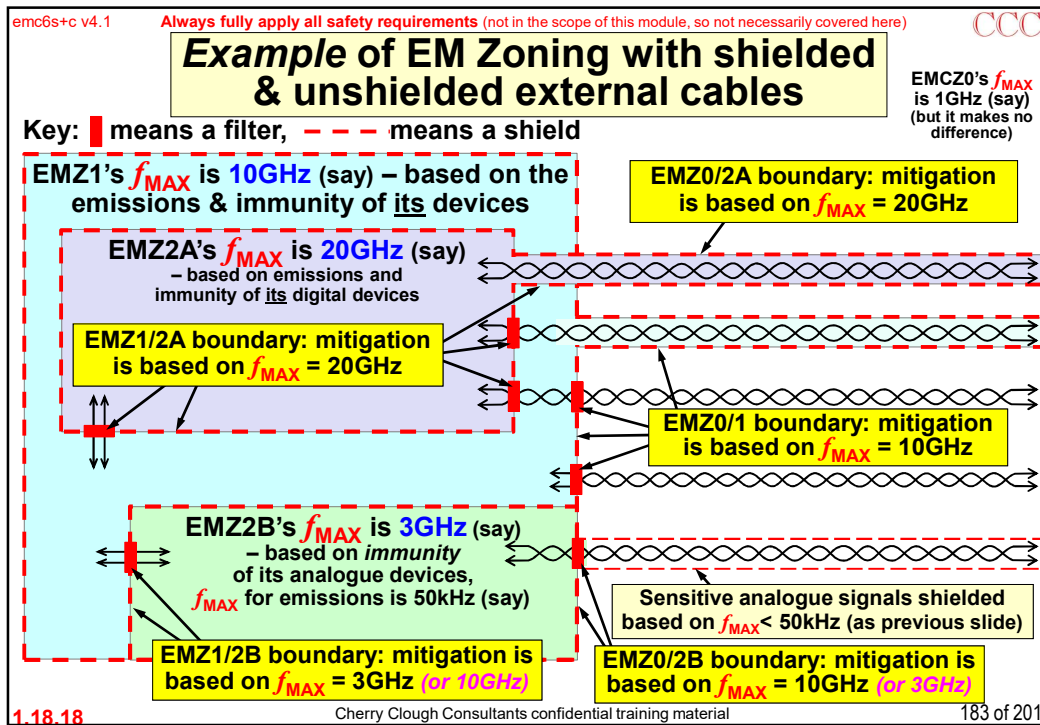 emc6s+c v4.1
Always fully apply all safety requirements (not in the scope of this module, so not necessarily covered here)
CCC
Example of EM Zoning with shielded
& unshielded external cables
EMCZ0's fMAX
is 1GHz (say)
(but it makes no
difference)
Key: means a filter, means a shield
EMZ1's fMAX is 10GHz (say) – based on the
emissions & immunity of its devices
EMZ0/2A boundary: mitigation
is based on fMAX = 20GHz
EMZ2A's fMAX is 20GHz (say)
– based on emissions and
immunity of its digital devices
EMZ1/2A boundary: mitigation
is based on fMAX = 20GHz
EMZ0/1 boundary: mitigation
is based on fMAX = 10GHz
EMZ2B's fMAX is 3GHz (say)
– based on immunity
of its analogue devices,
fMAX for emissions is 50kHz (say)
Sensitive analogue signals shielded
based on fMAX< 50kHz (as previous slide)
EMZ1/2B boundary: mitigation is
based on fMAX = 3GHz (or 10GHz)
EMZ0/2B boundary: mitigation is
based on fMAX = 10GHz (or 3GHz)
1.18.18
Cherry Clough Consultants confidential training material
183 of 201